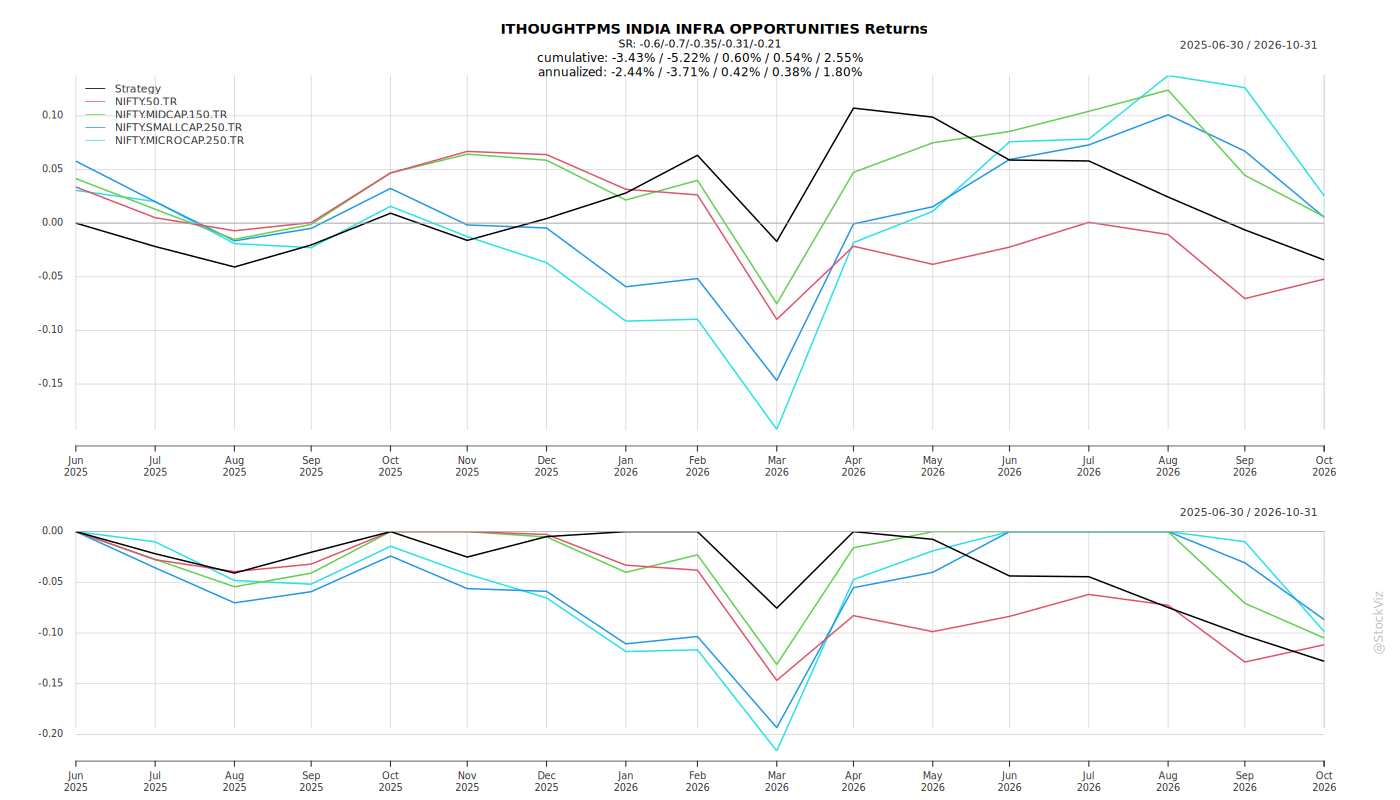 ITHOUGHTPMS INDIA INFRA OPPORTUNITIES Returns
SR: -0.6/-0.7/-0.35/-0.31/-0.21
cumulative: -3.43% / -5.22% / 0.60% / 0.54% / 2.55%
annualized: -2.44% / -3.71% / 0.42% / 0.38% / 1.80%
2025-06-30 / 2026-10-31
Strategy
NIFTY.50.TR
NIFTY.MIDCAP.150.TR
NIFTY.SMALLCAP.250.TR
NIFTY.MICROCAP.250.TR
0.10
0.05
0.00
-0.05
-0.10
-0.15
Jun Jul Aug Sep Oct Nov Dec Jan Feb Mar Apr May Jun Jul Aug Sep Oct
2025 2025 2025 2025 2025 2025 2025 2026 2026 2026 2026 2026 2026 2026 2026 2026 2026
2025-06-30 / 2026-10-31
0.00
-0.05
-0.10
-0.15
-0.20
Jun Jul Aug Sep Oct Nov Dec Jan Feb Mar Apr May Jun Jul Aug Sep Oct
2025 2025 2025 2025 2025 2025 2025 2026 2026 2026 2026 2026 2026 2026 2026 2026 2026
@StockViz